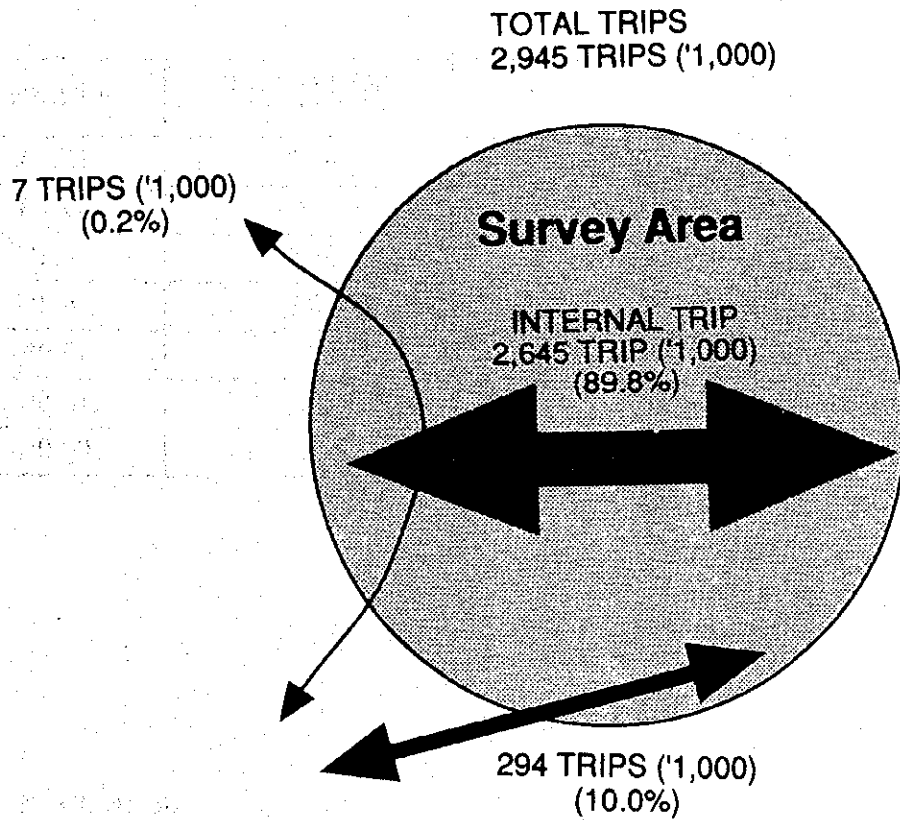 TOTAL TRIPS
2,945 TRIPS ('1,000)
7 TRIPS ('1,000)
(0.2%)
Survey Area
INTERNAL TRIP
2,645 TRIP ('1,000)
(89.8%)
294 TRIPS ('1,000)
(10.0%)